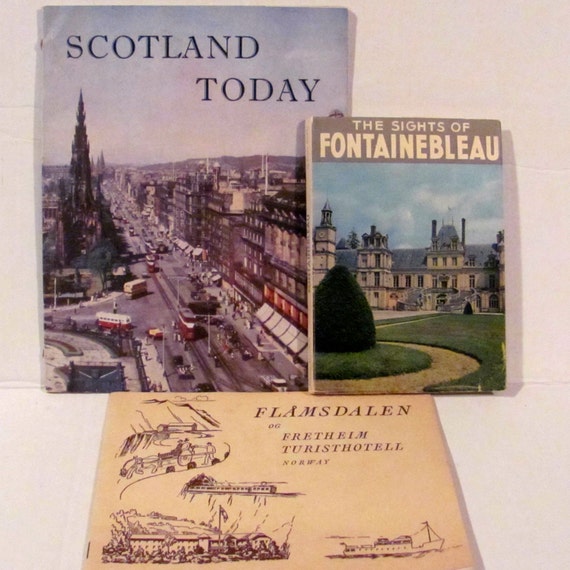 SCOTLAND
TODAY
THE SIGHTS OF
FONTAINEBLEAU
FLÅMSDALEN
OG
FRETHEIM
TURISTHOTELL
NORWAY